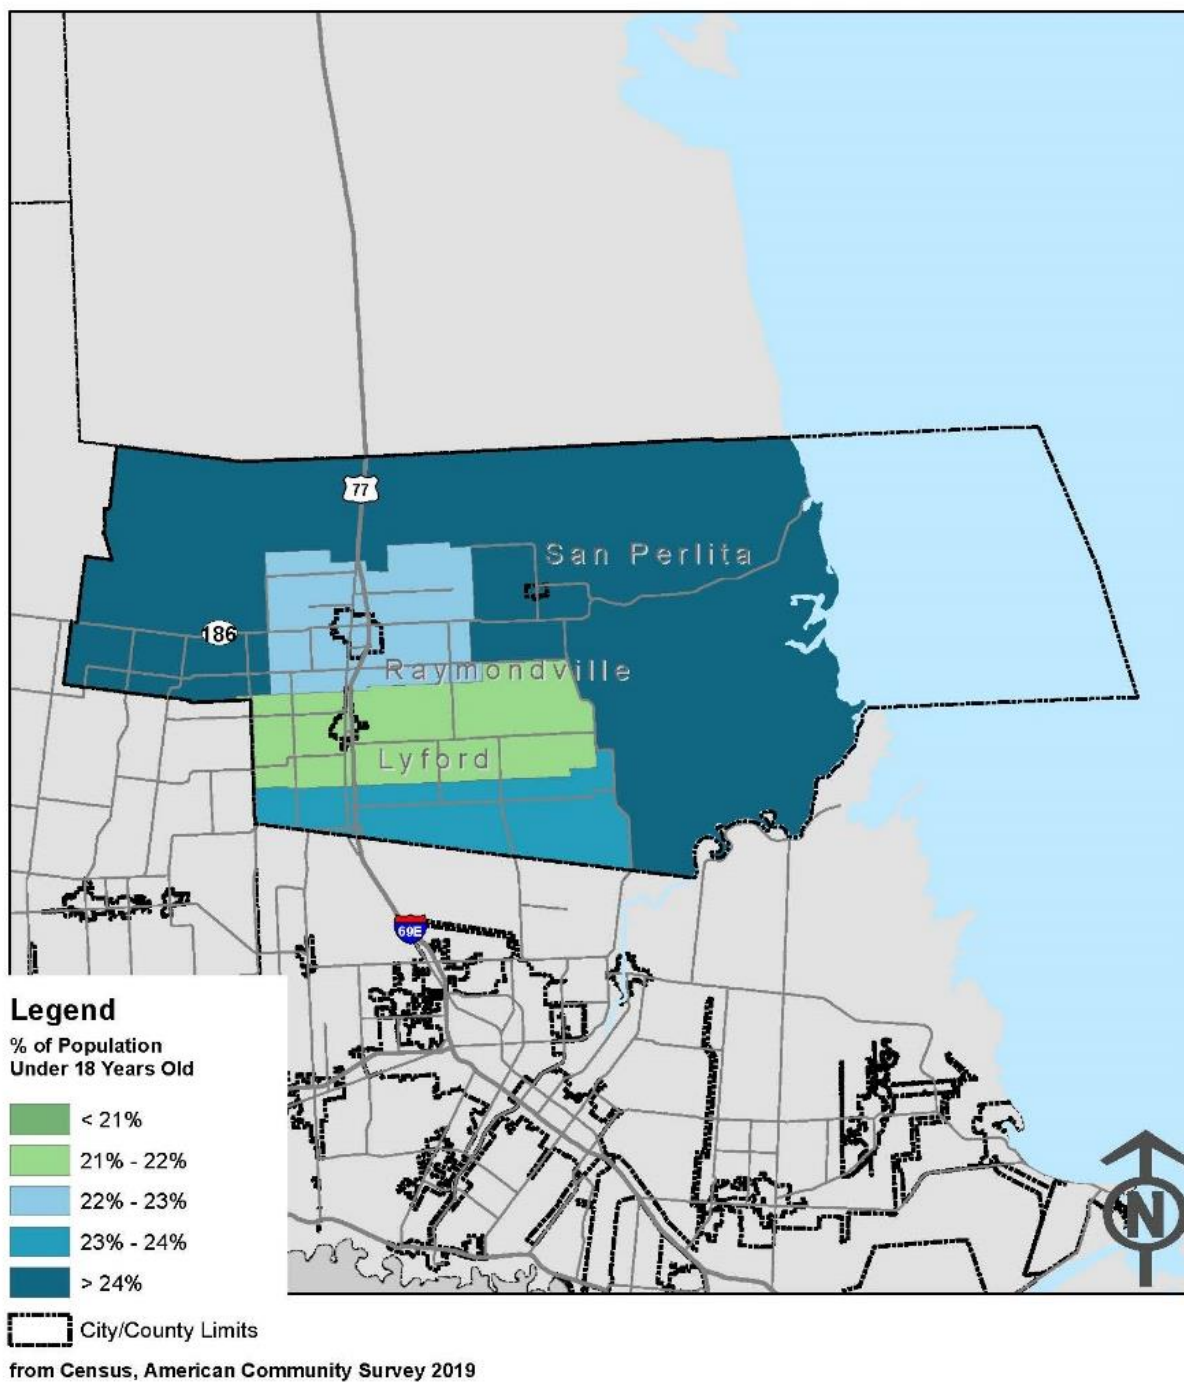 77
San Perlita
186
Raymondville
Lyford
69E
Legend
% of Population
Under 18 Years Old
< 21%
21% - 22%
22% - 23%
23% - 24%
> 24%
N
City/County Limits
from Census, American Community Survey 2019